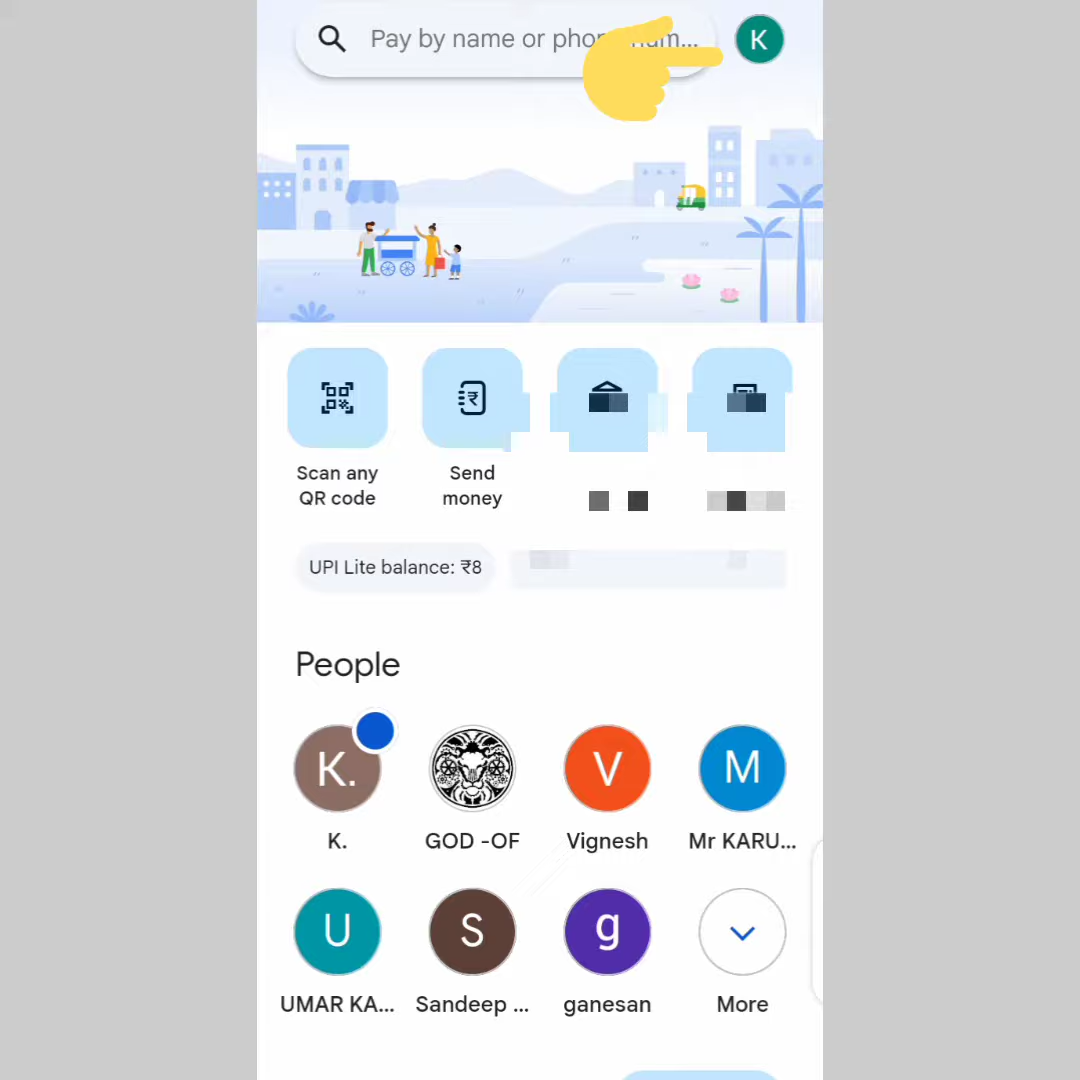 Pay by name or
K
Scan any
QR code
Send
money
UPI Lite balance: ₹8
People
K.
V
M
K.
GOD -OF
Vignesh
Mr KARU...
U
S
g
UMAR KA...
Sandeep ...
ganesan
More